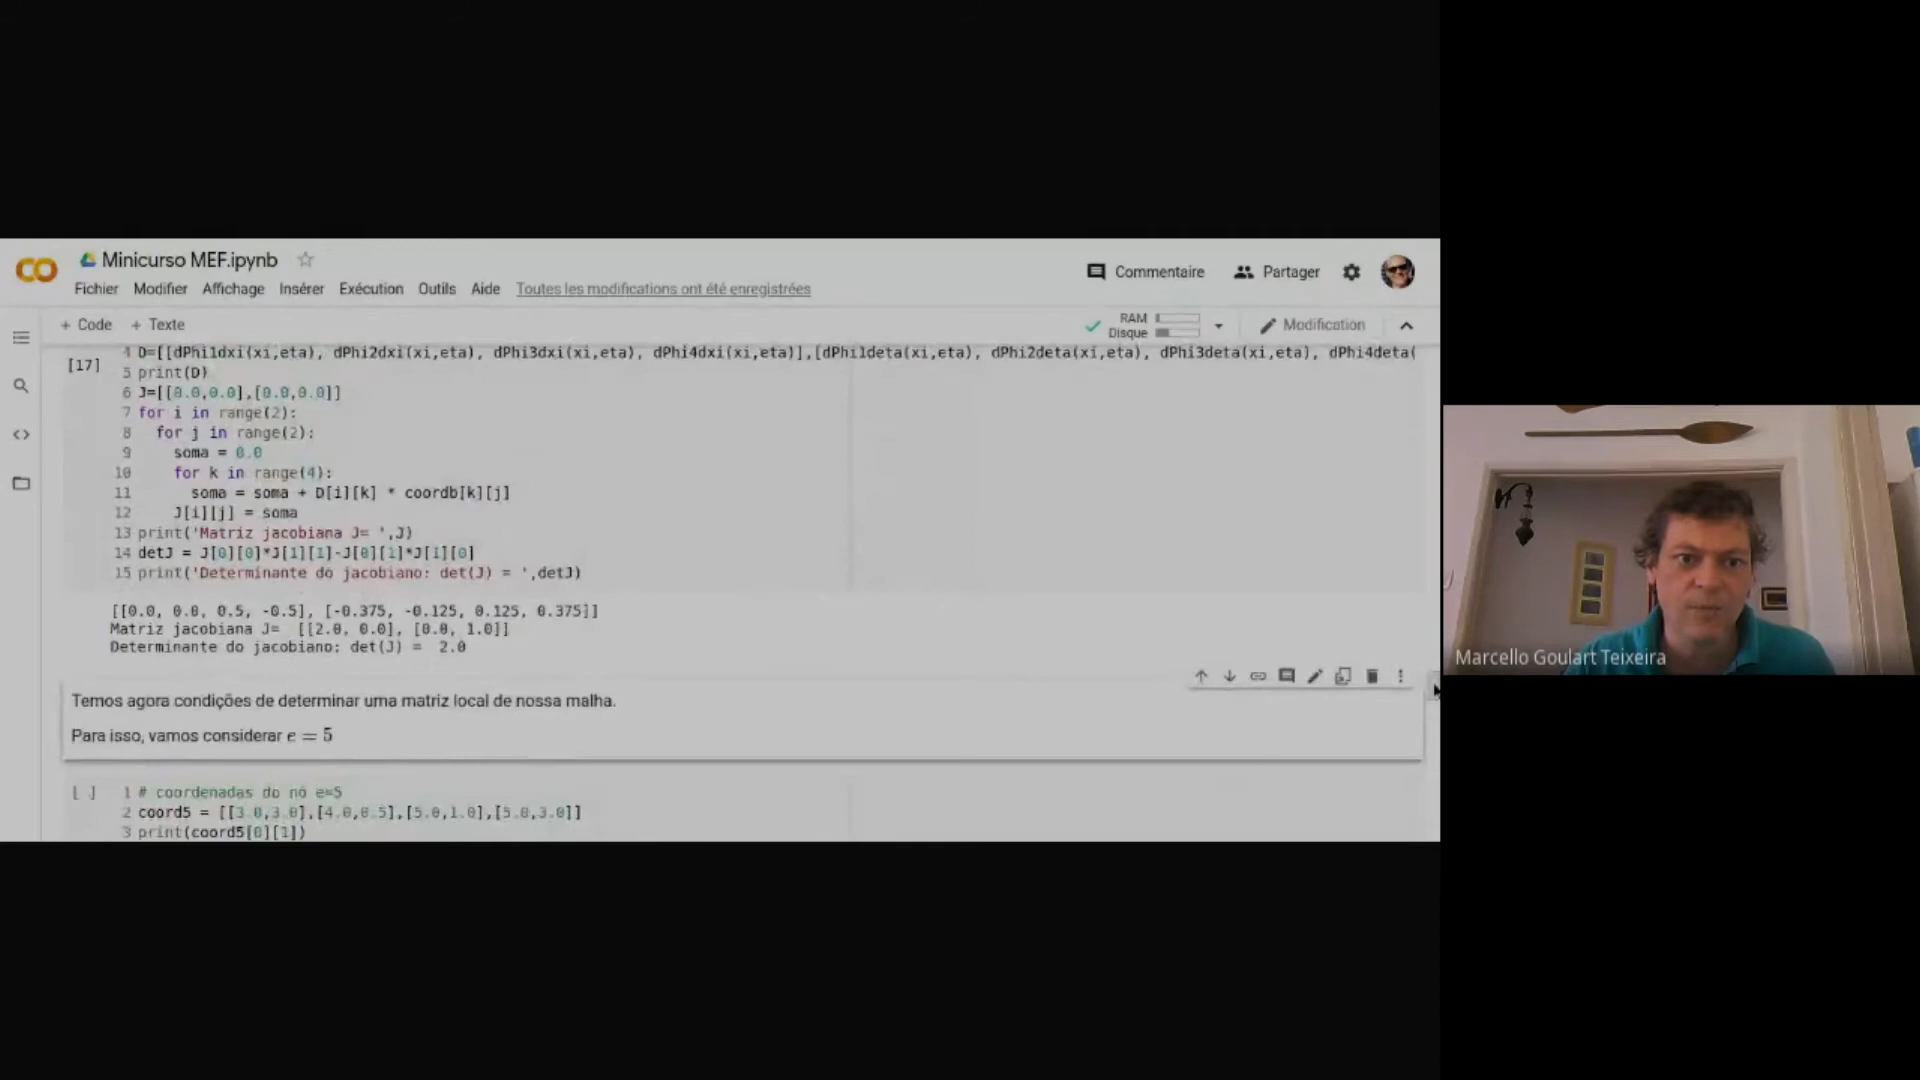 Minicurso MEF.ipynb
Fichier Modifier Affichage Insérer Exécution Outils Aide Toutes les modifications ont été enregistrées
Commentaire Partager
+ Code + Texte
RAM
Disque
Modification
[17]
4 D=[[dPhi1dxi(xi,eta), dPhi2dxi(xi,eta), dPhi3dxi(xi,eta), dPhi4dxi(xi,eta)],[dPhi1deta(xi,eta), dPhi2deta(xi,eta), dPhi3deta(xi,eta), dPhi4deta(
5 print(D)
6 J=[[0.0,0.0],[0.0,0.0]]
7 for i in range(2):
8 for j in range(2):
9 soma = 0.0
10 for k in range(4):
11 soma = soma + D[i][k] * coordb[k][j]
12 J[i][j] = soma
13 print('Matriz jacobiana J= ',J)
14 detJ = J[0][0]*J[1][1]-J[0][1]*J[1][0]
15 print('Determinante do jacobiano: det(J) = ',detJ)
[[0.0, 0.0, 0.5, -0.5], [-0.375, -0.125, 0.125, 0.375]]
Matriz jacobiana J= [[2.0, 0.0], [0.0, 1.0]]
Determinante do jacobiano: det(J) = 2.0
Temos agora condições de determinar uma matriz local de nossa malha.
Para isso, vamos considerar e = 5
[ ]
1 # coordenadas do nó e=5
2 coord5 = [[3.0,3.0],[4.0,0.5],[5.0,1.0],[5.0,3.0]]
3 print(coord5[0][1])
Marcello Goulart Teixeira